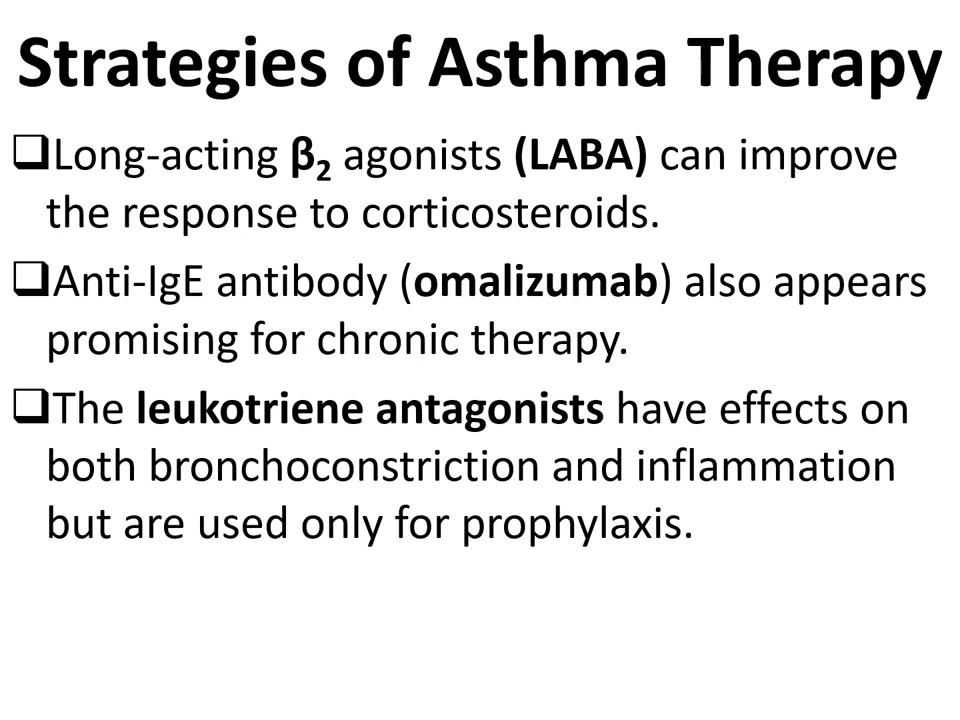 Strategies of Asthma Therapy
❑Long-acting β₂ agonists (LABA) can improve
the response to corticosteroids.
❑Anti-IgE antibody (omalizumab) also appears
promising for chronic therapy.
❑The leukotriene antagonists have effects on
both bronchoconstriction and inflammation
but are used only for prophylaxis.